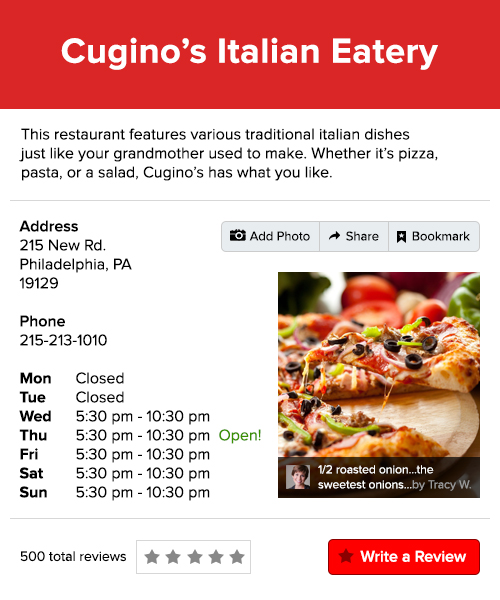 Cugino’s Italian Eatery
This restaurant features various traditional italian dishes
just like your grandmother used to make. Whether it’s pizza,
pasta, or a salad, Cugino’s has what you like.
Address
215 New Rd.
Philadelphia, PA
19129
Add Photo Share Bookmark
Phone
215-213-1010
Mon Closed
Tue Closed
Wed 5:30 pm - 10:30 pm
Thu 5:30 pm - 10:30 pm Open!
Fri 5:30 pm - 10:30 pm
Sat 5:30 pm - 10:30 pm
Sun 5:30 pm - 10:30 pm
1/2 roasted onion...the
sweetest onions...by Tracy W.
500 total reviews
Write a Review